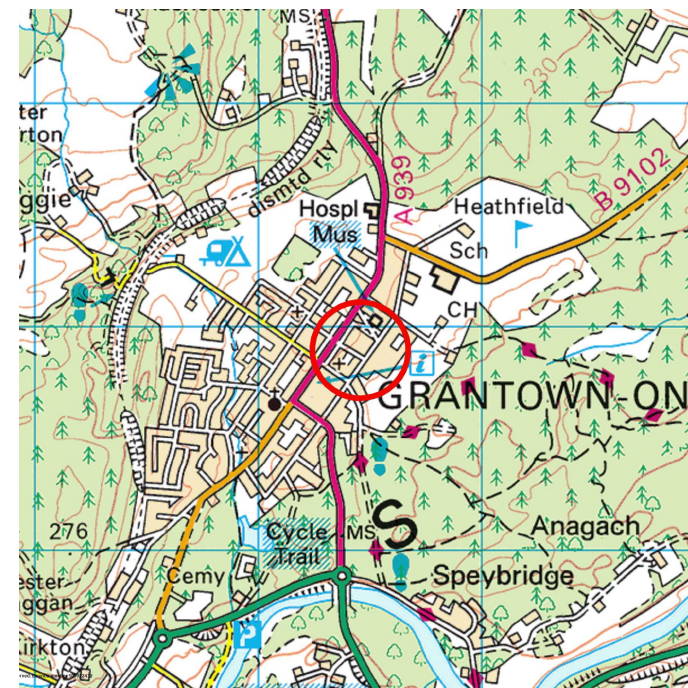 MS
230
ter
rton
dismtd rly
A 939
B 9102
ggie
Hospl
Heathfield
Mus
Sch
CH
i
GRANTOWN-ON
276
Cycle
Trail
MS
S
Anagach
ester
ggan
Cemy
Speybridge
irkton
P